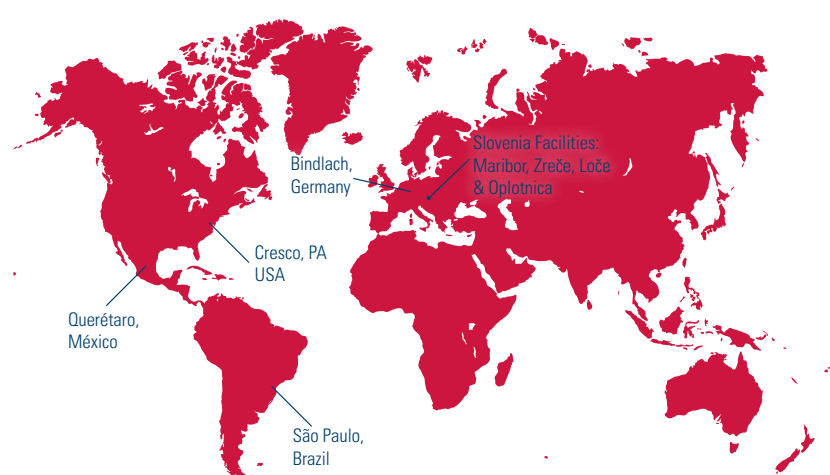 Slovenia Facilities:
Maribor, Zreče, Loče
& Oplotnica
Bindlach,
Germany
Cresco, PA
USA
Querétaro,
México
São Paulo,
Brazil